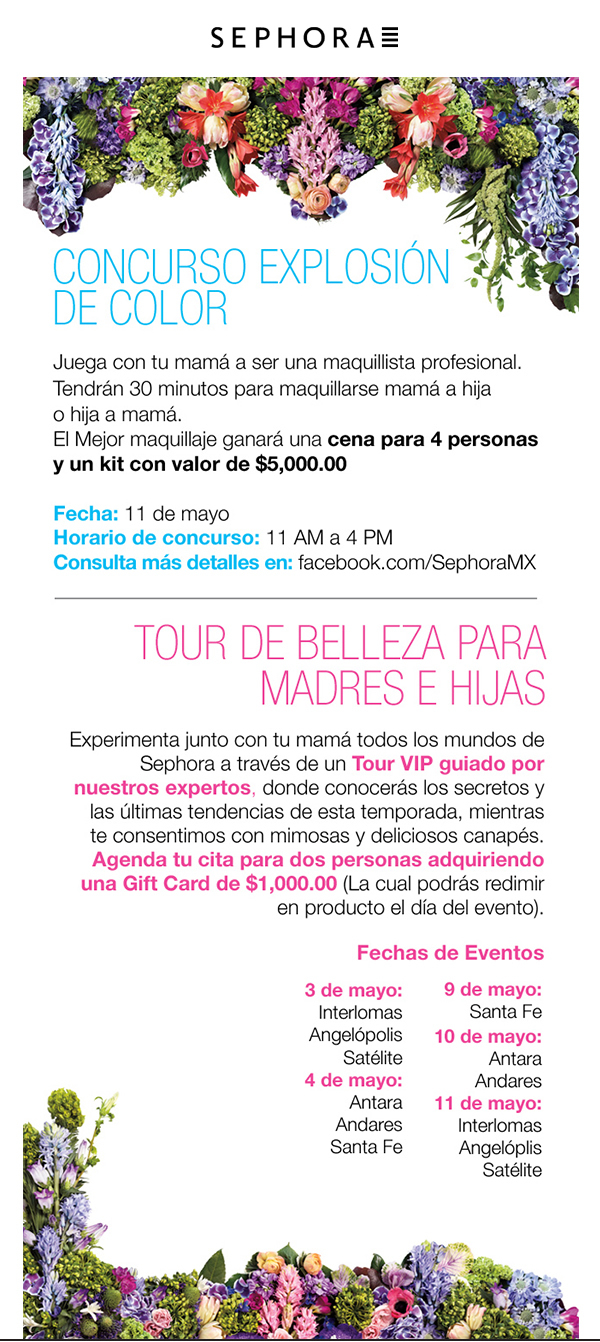 SEPHORA
CONCURSO EXPLOSIÓN
DE COLOR
Juega con tu mamá a ser una maquillista profesional.
Tendrán 30 minutos para maquillarse mamá a hija
o hija a mamá.
El Mejor maquillaje ganará una cena para 4 personas
y un kit con valor de $5,000.00
Fecha: 11 de mayo
Horario de concurso: 11 AM a 4 PM
Consulta más detalles en: facebook.com/SephoraMX
TOUR DE BELLEZA PARA
MADRES E HIJAS
Experimenta junto con tu mamá todos los mundos de
Sephora a través de un Tour VIP guiado por
nuestros expertos, donde conocerás los secretos y
las últimas tendencias de esta temporada, mientras
te consentimos con mimosas y deliciosos canapés.
Agenda tu cita para dos personas adquiriendo
una Gift Card de $1,000.00 (La cual podrás redimir
en producto el día del evento).
Fechas de Eventos
3 de mayo:
Interlomas
Angelópolis
Satélite
4 de mayo:
Antara
Andares
Santa Fe
9 de mayo:
Santa Fe
10 de mayo:
Antara
Andares
11 de mayo:
Interlomas
Angelóplis
Satélite